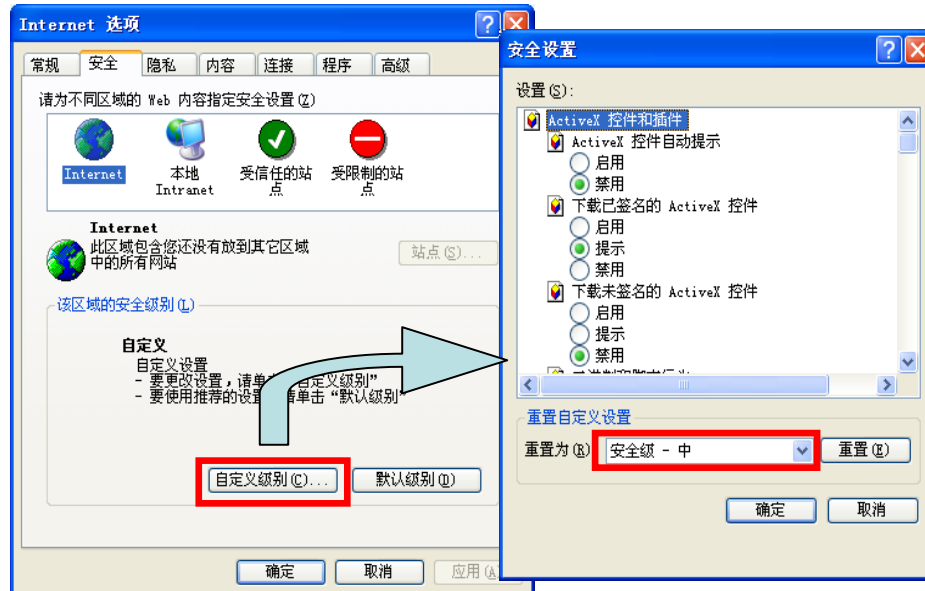 Internet 选项
常规 安全 隐私 内容 连接 程序 高级
请为不同区域的 Web 内容指定安全设置(Z)
Internet
本地
Intranet
受信任的站
点
受限制的站
点
Internet
此区域包含您还没有放到其它区域
中的所有网站
站点(S)...
该区域的安全级别(L)
自定义
自定义设置
- 要更改设置，请单 自定义级别”
- 要使用推荐的设 请单击“默认级别”
自定义级别(C)...
默认级别(D)
确定
取消
应用(A
安全设置
设置(S):
ActiveX 控件和插件
ActiveX 控件自动提示
启用
禁用
下载已签名的 ActiveX 控件
启用
提示
禁用
下载未签名的 ActiveX 控件
启用
提示
禁用
重置自定义设置
重置为(R)
安全级 - 中
重置(E)
确定
取消